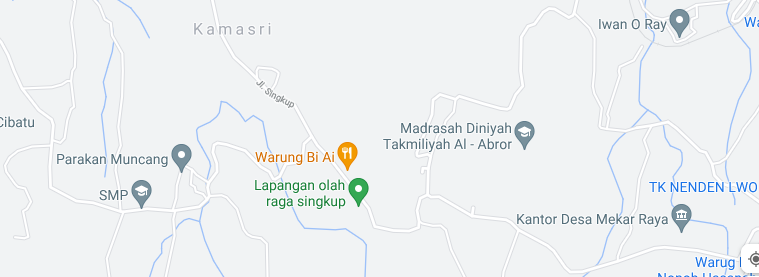 Iwan O Ray
Wa
Kamasri
Jl. Singkup
Cibatu
Madrasah Diniyah
Takmiliyah Al - Abror
Warung Bi Ai
Parakan Muncang
Lapangan olah
raga singkup
SMP
TK NENDEN LWO
Kantor Desa Mekar Raya